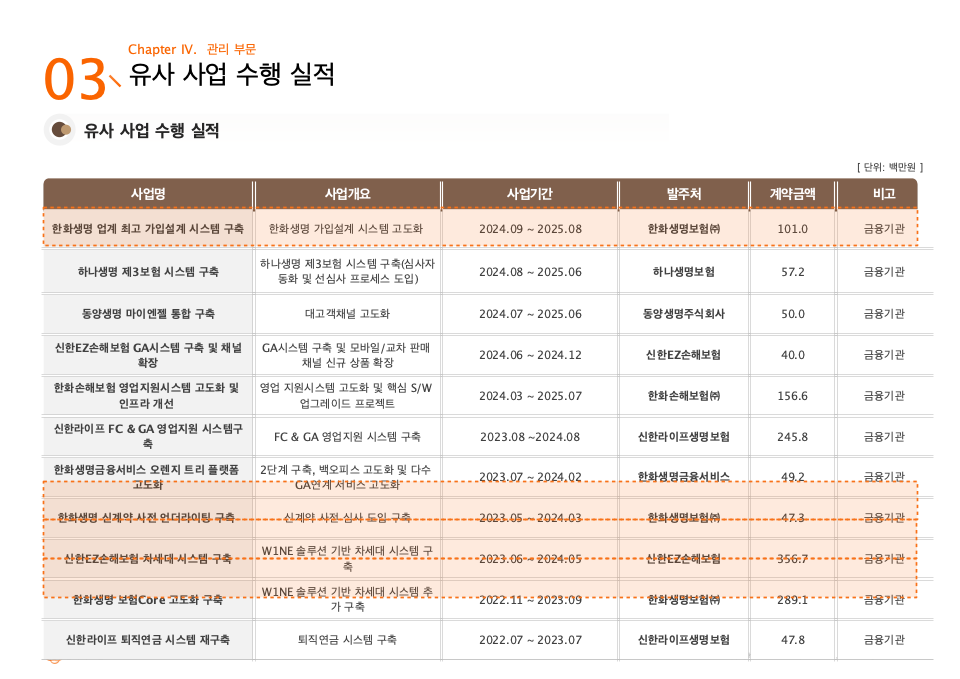 Chapter IV. 관리 부문
03 유사 사업 수행 실적
유사 사업 수행 실적
[ 단위: 백만원 ]
사업명 사업개요 사업기간 발주처 계약금액 비고
한화생명 업계 최고 가입설계 시스템 구축 한화생명 가입설계 시스템 고도화 2024.09 ~ 2025.08 한화생명보험㈜ 101.0 금융기관
하나생명 제3보험 시스템 구축 하나생명 제3보험 시스템 구축(심사자
동화 및 선심사 프로세스 도입) 2024.08 ~ 2025.06 하나생명보험 57.2 금융기관
동양생명 마이엔젤 통합 구축 대고객채널 고도화 2024.07 ~ 2025.06 동양생명주식회사 50.0 금융기관
신한EZ손해보험 GA시스템 구축 및 채널
확장 GA시스템 구축 및 모바일/교차 판매
채널 신규 상품 확장 2024.06 ~ 2024.12 신한EZ손해보험 40.0 금융기관
한화손해보험 영업지원시스템 고도화 및
인프라 개선 영업 지원시스템 고도화 및 핵심 S/W
업그레이드 프로젝트 2024.03 ~ 2025.07 한화손해보험㈜ 156.6 금융기관
신한라이프 FC & GA 영업지원 시스템구
축 FC & GA 영업지원 시스템 구축 2023.08 ~2024.08 신한라이프생명보험 245.8 금융기관
한화생명금융서비스 오렌지 트리 플랫폼
고도화 2단계 구축, 백오피스 고도화 및 다수
GA연계 서비스 고도화 2023.07 ~ 2024.02 한화생명금융서비스 49.2 금융기관
한화생명 신계약 사전 언더라이팅 구축 신계약 사전 심사 도입 구축 2023.05 ~ 2024.03 한화생명보험㈜ 47.3 금융기관
신한EZ손해보험 차세대 시스템 구축 W1NE 솔루션 기반 차세대 시스템 구
축 2023.06 ~ 2024.05 신한EZ손해보험 356.7 금융기관
한화생명 보험Core 고도화 구축 W1NE 솔루션 기반 차세대 시스템 추
가 구축 2022.11 ~ 2023.09 한화생명보험㈜ 289.1 금융기관
신한라이프 퇴직연금 시스템 재구축 퇴직연금 시스템 구축 2022.07 ~ 2023.07 신한라이프생명보험 47.8 금융기관